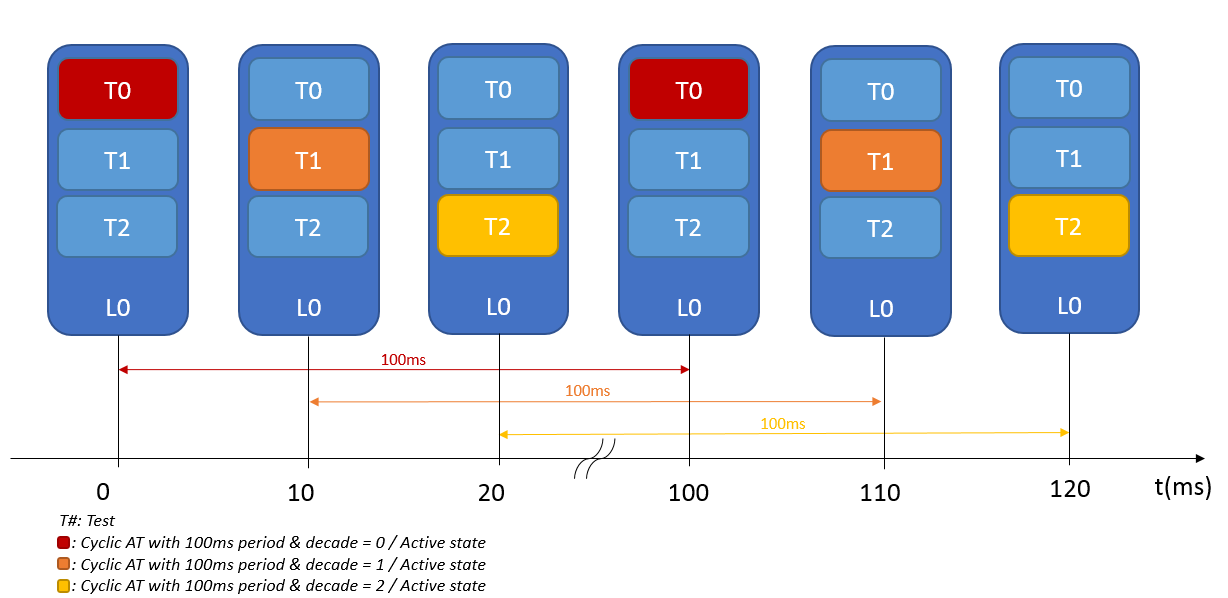 T0 T0 T0 T0 T0 T0
T1 T1 T1 T1 T1 T1
T2 T2 T2 T2 T2 T2
L0 L0 L0 L0 L0 L0
100ms
100ms
100ms
0 10 20 100 110 120 t(ms)
T#: Test
: Cyclic AT with 100ms period & decade = 0 / Active state
: Cyclic AT with 100ms period & decade = 1 / Active state
: Cyclic AT with 100ms period & decade = 2 / Active state